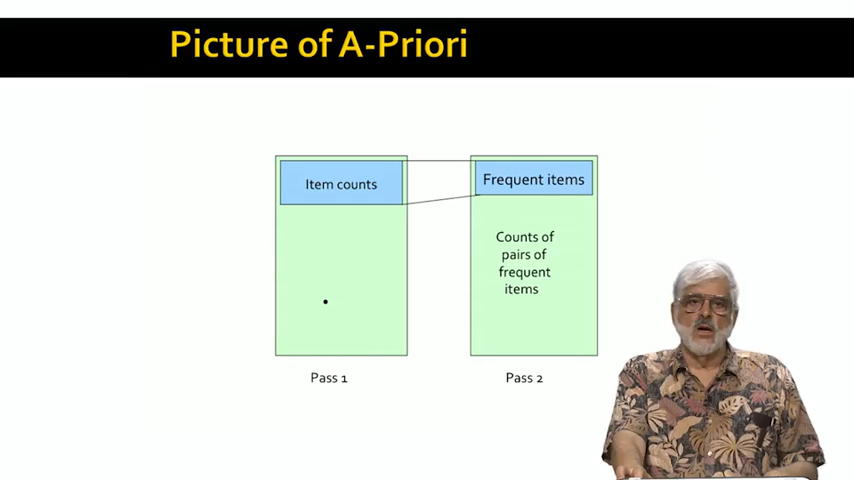 Picture of A-Priori
Item counts
Frequent items
Counts of
pairs of
frequent
items
Pass 1
Pass 2